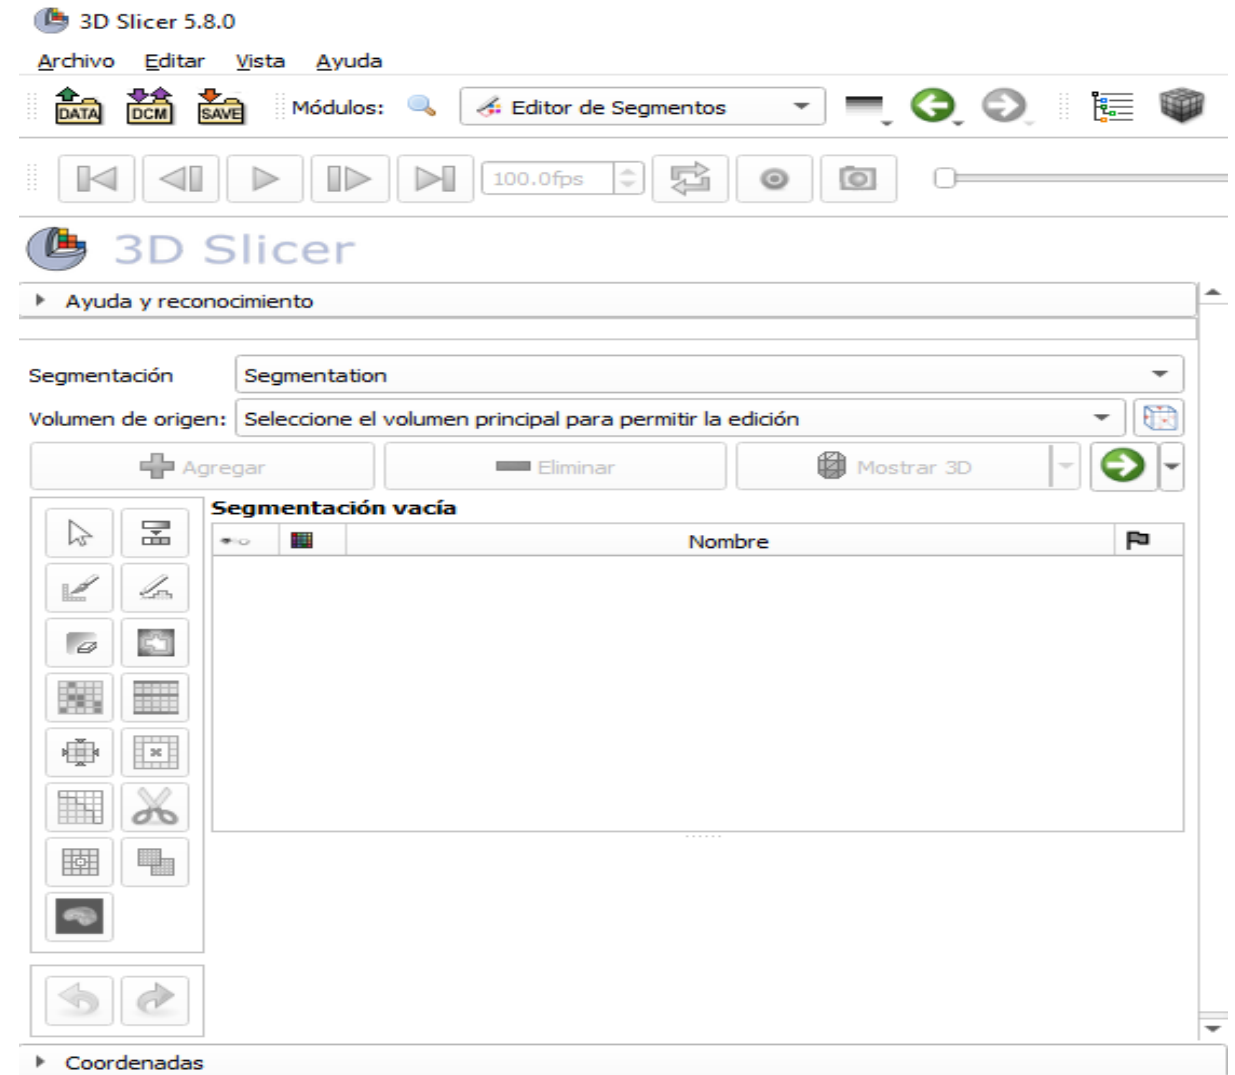 3D Slicer 5.8.0
Archivo Editar Vista Ayuda
DATA DCM SAVE Módulos: Editor de Segmentos
100.0fps
3D Slicer
Ayuda y reconocimiento
Segmentación Segmentation
Volumen de origen: Seleccione el volumen principal para permitir la edición
Agregar Eliminar Mostrar 3D
Segmentación vacía
Nombre
Coordenadas